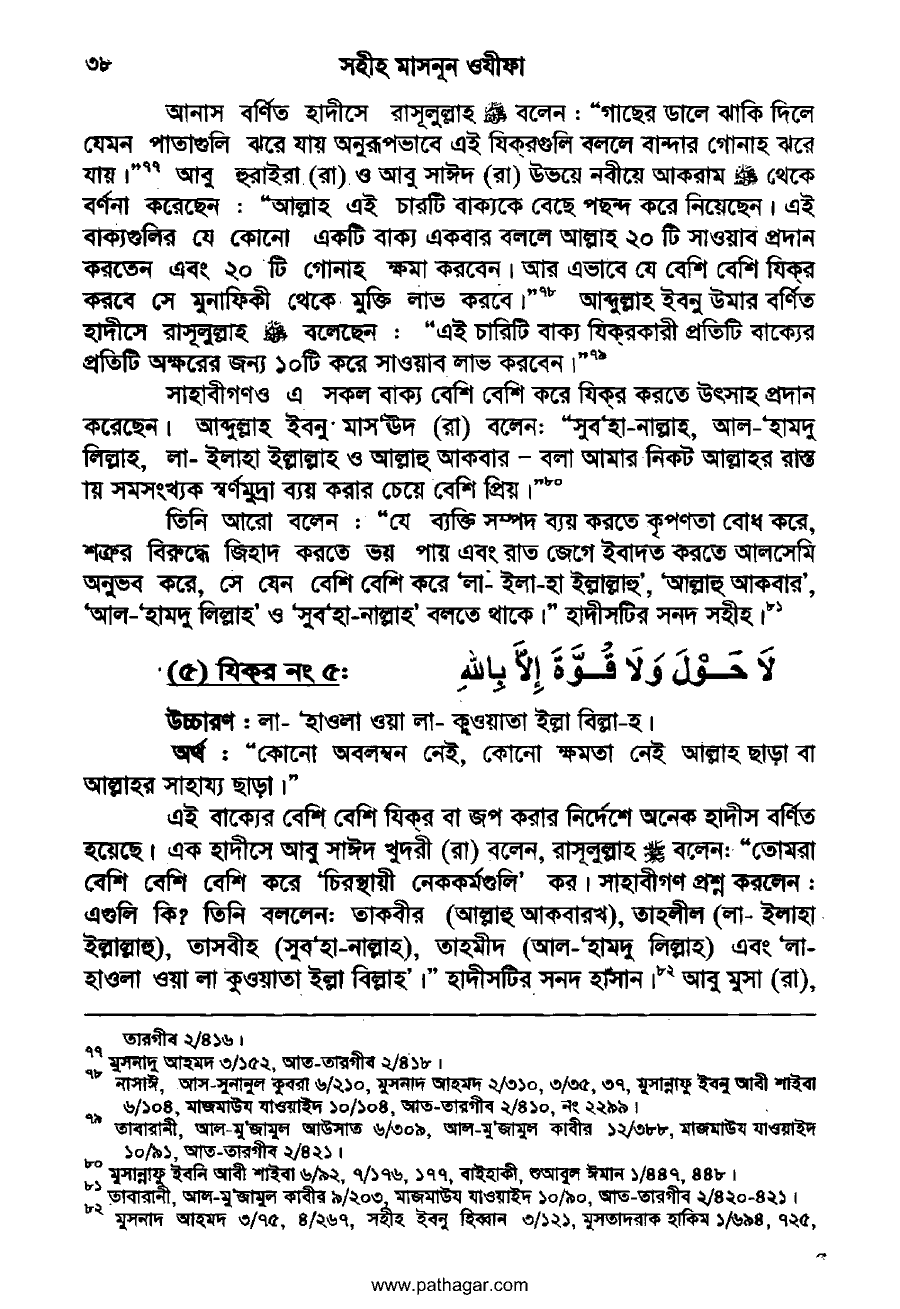 ৩৮
সহীহ মাসনূন ওযীফা
আনাস বর্ণিত হাদীসে রাসূলুল্লাহ ﷺ বলেন : “গাছের ডালে ঝাকি দিলে
যেমন পাতাগুলি ঝরে যায় অনুরূপভাবে এই যিক্‌রগুলি বললে বান্দার গোনাহ ঝরে
যায়।”৭৭ আবু হুরাইরা (রা) ও আবু সাঈদ (রা) উভয়ে নবীয়ে আকরাম ﷺ থেকে
বর্ণনা করেছেন : “আল্লাহ এই চারটি বাক্যকে বেছে পছন্দ করে নিয়েছেন। এই
বাক্যগুলির যে কোনো একটি বাক্য একবার বললে আল্লাহ ২০ টি সাওয়াব প্রদান
করতেন এবং ২০ টি গোনাহ ক্ষমা করবেন। আর এভাবে যে বেশি বেশি যিক্‌র
করবে সে মুনাফিকী থেকে মুক্তি লাভ করবে।”৭৮ আব্দুল্লাহ ইবনু উমার বর্ণিত
হাদীসে রাসূলুল্লাহ ﷺ বলেছেন : “এই চারিটি বাক্য যিক্‌রকারী প্রতিটি বাক্যের
প্রতিটি অক্ষরের জন্য ১০টি করে সাওয়াব লাভ করবেন।”৭৯
সাহাবীগণও এ সকল বাক্য বেশি বেশি করে যিক্‌র করতে উৎসাহ প্রদান
করেছেন। আব্দুল্লাহ ইবনু মাস‘ঊদ (রা) বলেন: “সুব‘হা-নাল্লাহ, আল-‘হামদু
লিল্লাহ, লা- ইলাহা ইল্লাল্লাহ ও আল্লাহু আকবার – বলা আমার নিকট আল্লাহর রাস্ত
ায় সমসংখ্যক স্বর্ণমুদ্রা ব্যয় করার চেয়ে বেশি প্রিয়।”৮০
তিনি আরো বলেন : “যে ব্যক্তি সম্পদ ব্যয় করতে কৃপণতা বোধ করে,
শত্রুর বিরুদ্ধে জিহাদ করতে ভয় পায় এবং রাত জেগে ইবাদত করতে আলসেমি
অনুভব করে, সে যেন বেশি বেশি করে ‘লা- ইলা-হা ইল্লাল্লাহু’, ‘আল্লাহু আকবার’,
‘আল-‘হামদু লিল্লাহ’ ও ‘সুব‘হা-নাল্লাহ’ বলতে থাকে।” হাদীসটির সনদ সহীহ।৮১
(৫) যিক্‌র নং ৫: لَا حَوْلَ وَلَا قُوَّةَ إِلاَّ بِاللهِ
উচ্চারণ : লা- ‘হাওলা ওয়া লা- ক্বুওয়াতা ইল্লা বিল্লা-হ।
অর্থ : “কোনো অবলম্বন নেই, কোনো ক্ষমতা নেই আল্লাহ ছাড়া বা
আল্লাহর সাহায্য ছাড়া।”
এই বাক্যের বেশি বেশি যিক্‌র বা জপ করার নির্দেশে অনেক হাদীস বর্ণিত
হয়েছে। এক হাদীসে আবু সাঈদ খুদরী (রা) বলেন, রাসূলুল্লাহ ﷺ বলেন: “তোমরা
বেশি বেশি বেশি করে ‘চিরস্থায়ী নেককর্মগুলি’ কর। সাহাবীগণ প্রশ্ন করলেন :
এগুলি কি? তিনি বললেন: তাকবীর (আল্লাহু আকবারখ), তাহলীল (লা- ইলাহা
ইল্লাল্লাহু), তাসবীহ (সুব‘হা-নাল্লাহ), তাহমীদ (আল-‘হামদু লিল্লাহ) এবং ‘লা-
হাওলা ওয়া লা কুওয়াতা ইল্লা বিল্লাহ’।” হাদীসটির সনদ হাসান।৮২ আবু মুসা (রা),
তারগীব ২/৪১৬।
৭৭ মুসনাদু আহমদ ৩/১৫২, আত-তারগীব ২/৪১৮।
৭৮ নাসাঈ, আস-সুনানুল কুবরা ৬/২১০, মুসনাদ আহমদ ২/৩১০, ৩/৩৫, ৩৭, মুসান্নাফু ইবনু আবী শাইবা
৬/১০৪, মাজমাউয যাওয়াইদ ১০/১০৪, আত-তারগীব ২/৪১০, নং ২২৯৯।
৭৯ তাবারানী, আল-মু'জামুল আউসাত ৬/৩০৯, আল-মু'জামুল কাবীর ১২/৩৮৮, মাজমাউয যাওয়াইদ
১০/৯১, আত-তারগীব ২/৪২১।
৮০ মুসান্নাফু ইবনি আবী শাইবা ৬/৯২, ৭/১৭৬, ১৭৭, বাইহাকী, শুআবুল ঈমান ১/৪৪৭, ৪৪৮।
৮১ তাবারানী, আল-মু'জামুল কাবীর ৯/২০৩, মাজমাউয যাওয়াইদ ১০/৯০, আত-তারগীব ২/৪২০-৪২১।
৮২ মুসনাদ আহমদ ৩/৭৫, ৪/২৬৭, সহীহ ইবনু হিব্বান ৩/১২১, মুসতাদরাক হাকিম ১/৬৯৪, ৭২৫,
www.pathagar.com